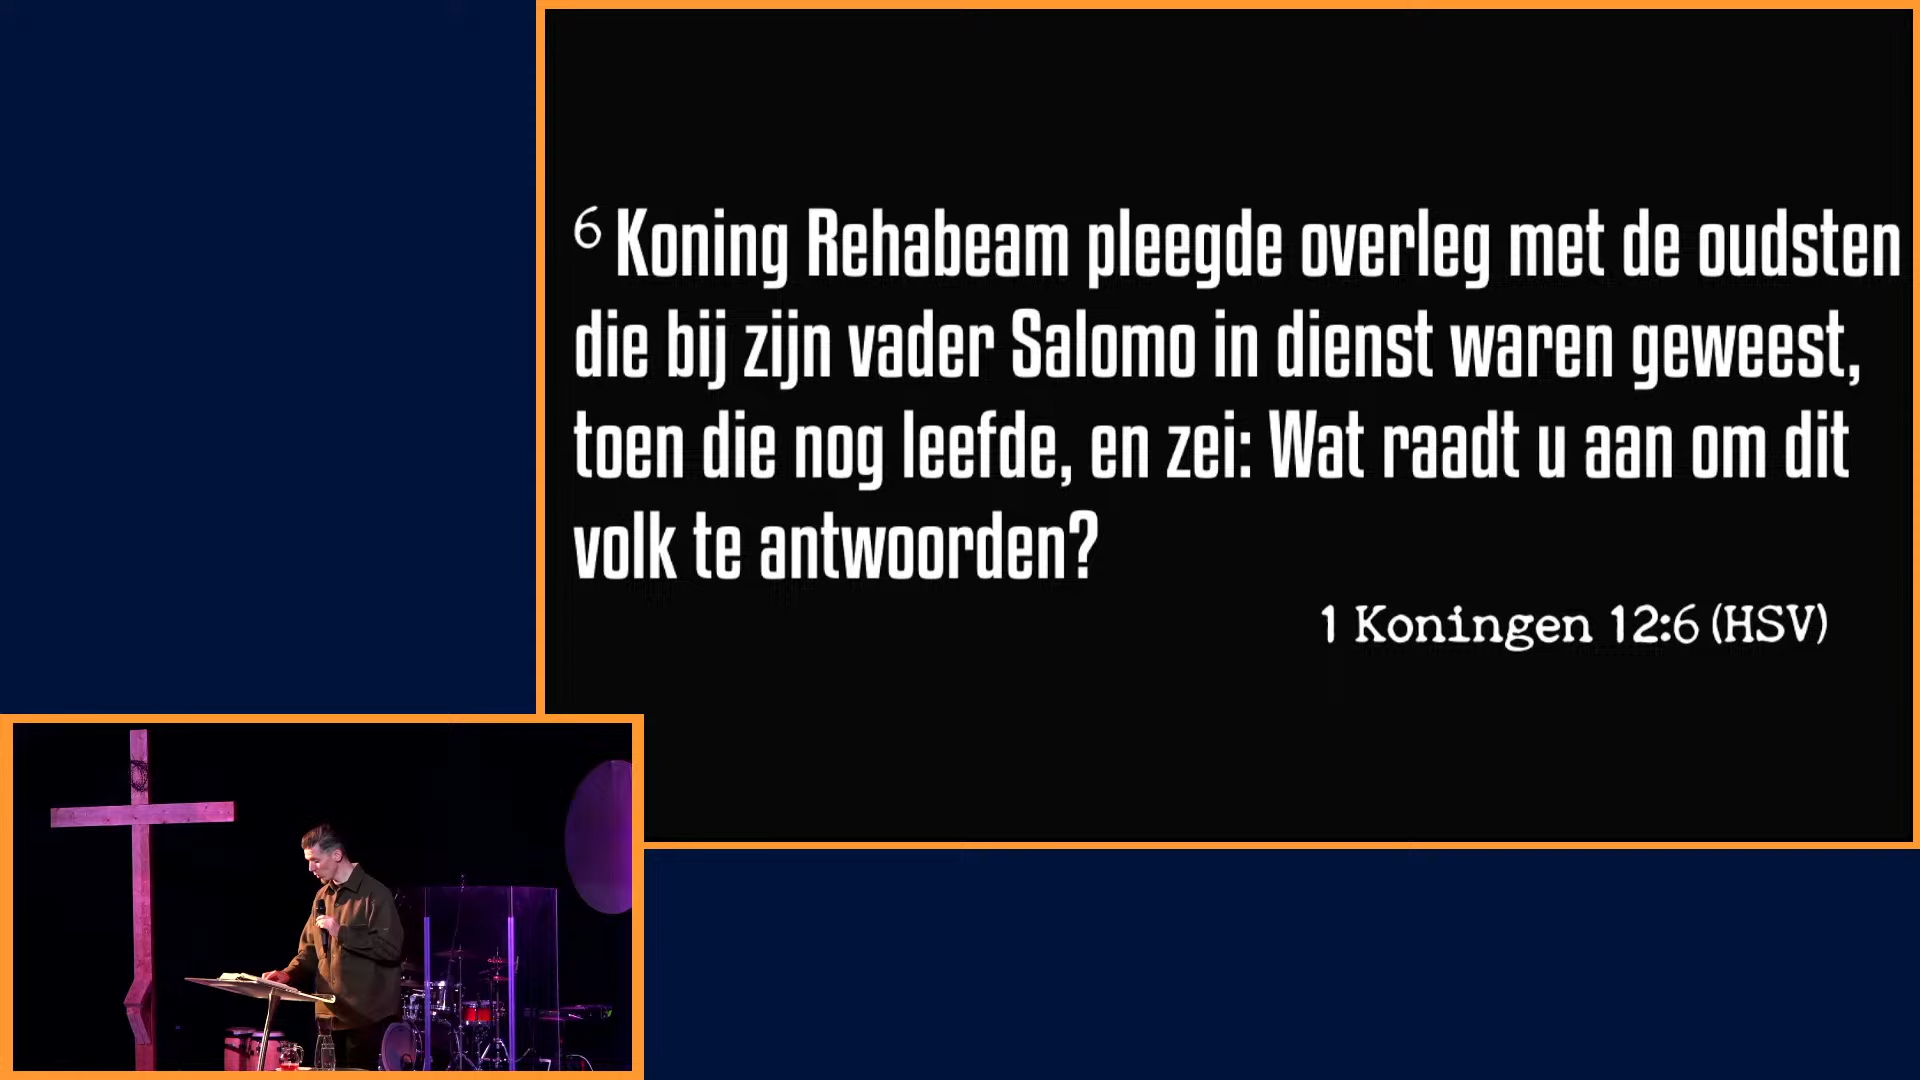 6 Koning Rehabeam pleegde overleg met de oudsten
die bij zijn vader Salomo in dienst waren geweest,
toen die nog leefde, en zei: Wat raadt u aan om dit
volk te antwoorden?
1 Koningen 12:6 (HSV)